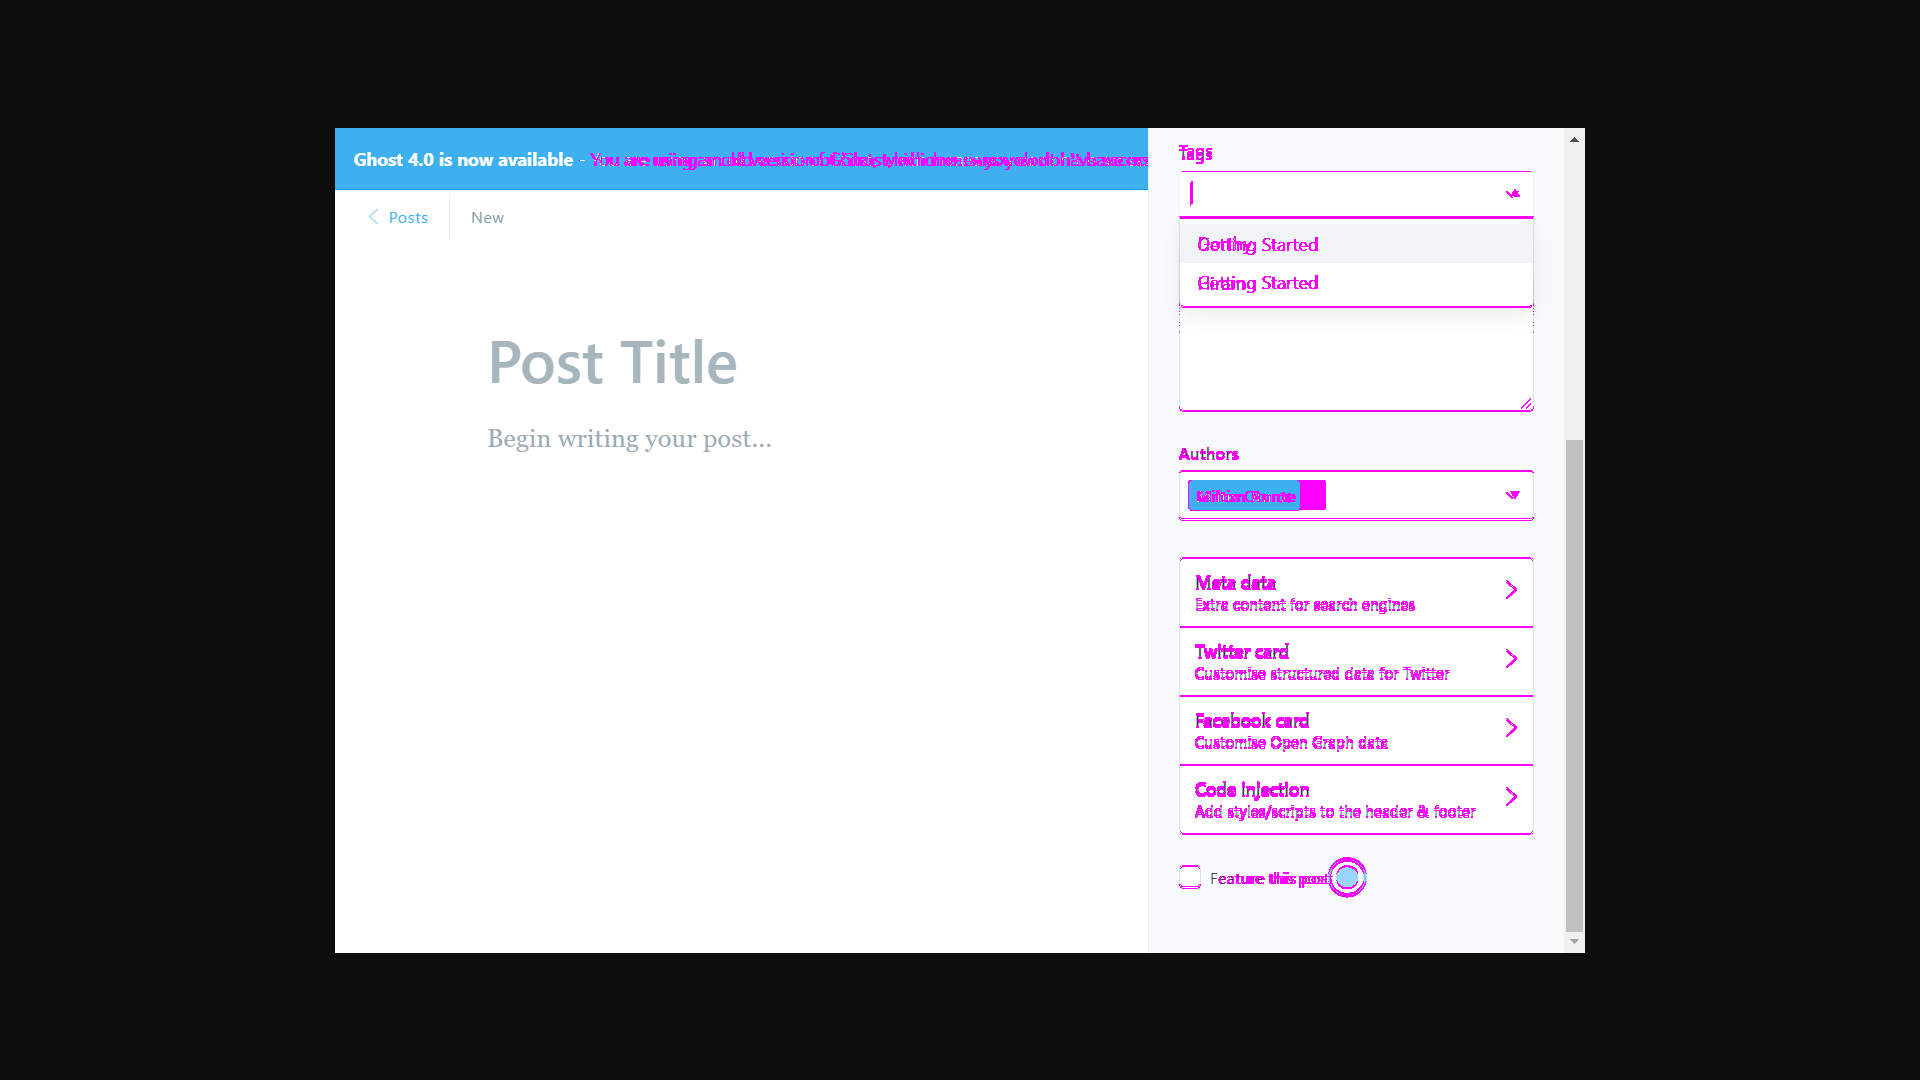 Ghost 4.0 is now available -
Posts
New
Post Title
Begin writing your post...
Tags
Getting Started
Getting Started
Authors
Meta data
Extra content for search engines
Twitter card
Customise structured data for Twitter
Facebook card
Customise Open Graph data
Code Injection
Add styles/scripts to the header & footer
Feature this post